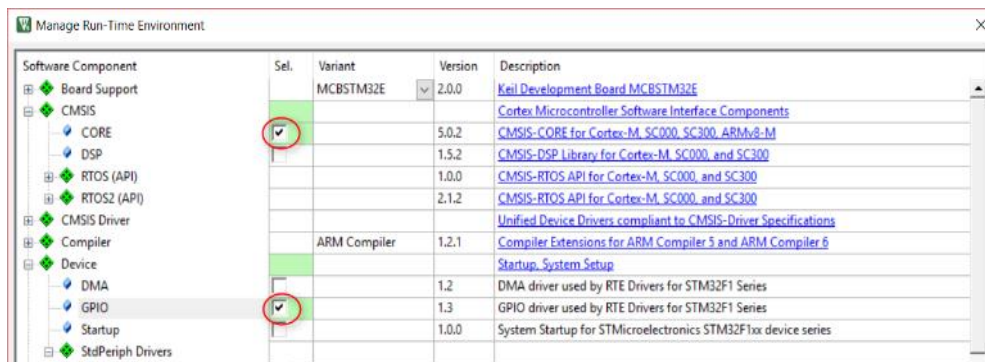 Manage Run-Time Environment
Software Component Sel. Variant Version Description
Board Support MCBSTM32E 2.0.0 Keil Development Board MCBSTM32E
CMSIS Cortex Microcontroller Software Interface Components
CORE 5.0.2 CMSIS-CORE for Cortex-M, SC000, SC300, ARMv8-M
DSP 1.5.2 CMSIS-DSP Library for Cortex-M, SC000, and SC300
RTOS (API) 1.0.0 CMSIS-RTOS API for Cortex-M, SC000, and SC300
RTOS2 (API) 2.1.2 CMSIS-RTOS API for Cortex-M, SC000, and SC300
CMSIS Driver Unified Device Drivers compliant to CMSIS-Driver Specifications
Compiler ARM Compiler 1.2.1 Compiler Extensions for ARM Compiler 5 and ARM Compiler 6
Device Startup, System Setup
DMA 1.2 DMA driver used by RTE Drivers for STM32F1 Series
GPIO 1.3 GPIO driver used by RTE Drivers for STM32F1 Series
Startup 1.0.0 System Startup for STMicroelectronics STM32F1xx device series
StdPeriph Drivers